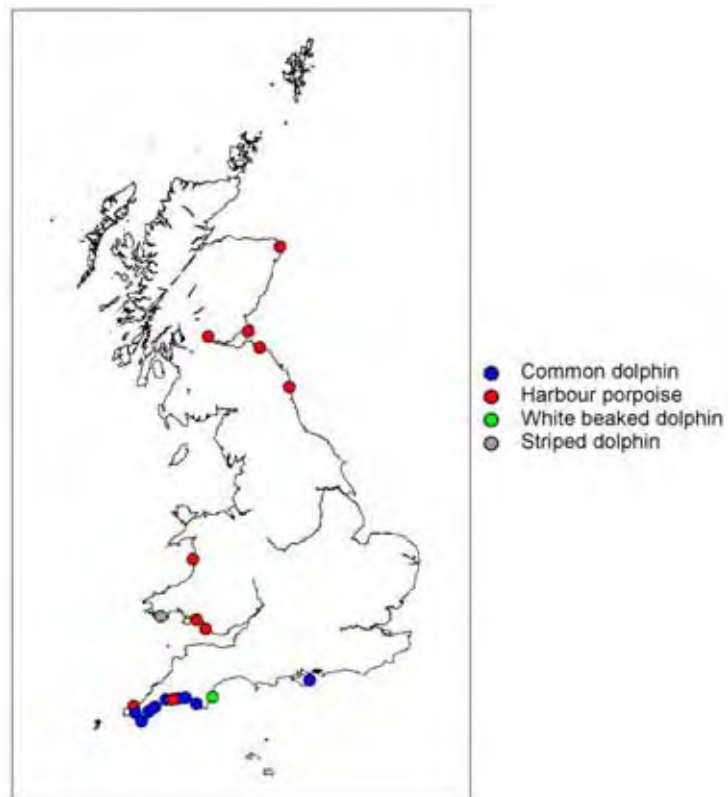 Common dolphin
Harbour porpoise
White beaked dolphin
Striped dolphin